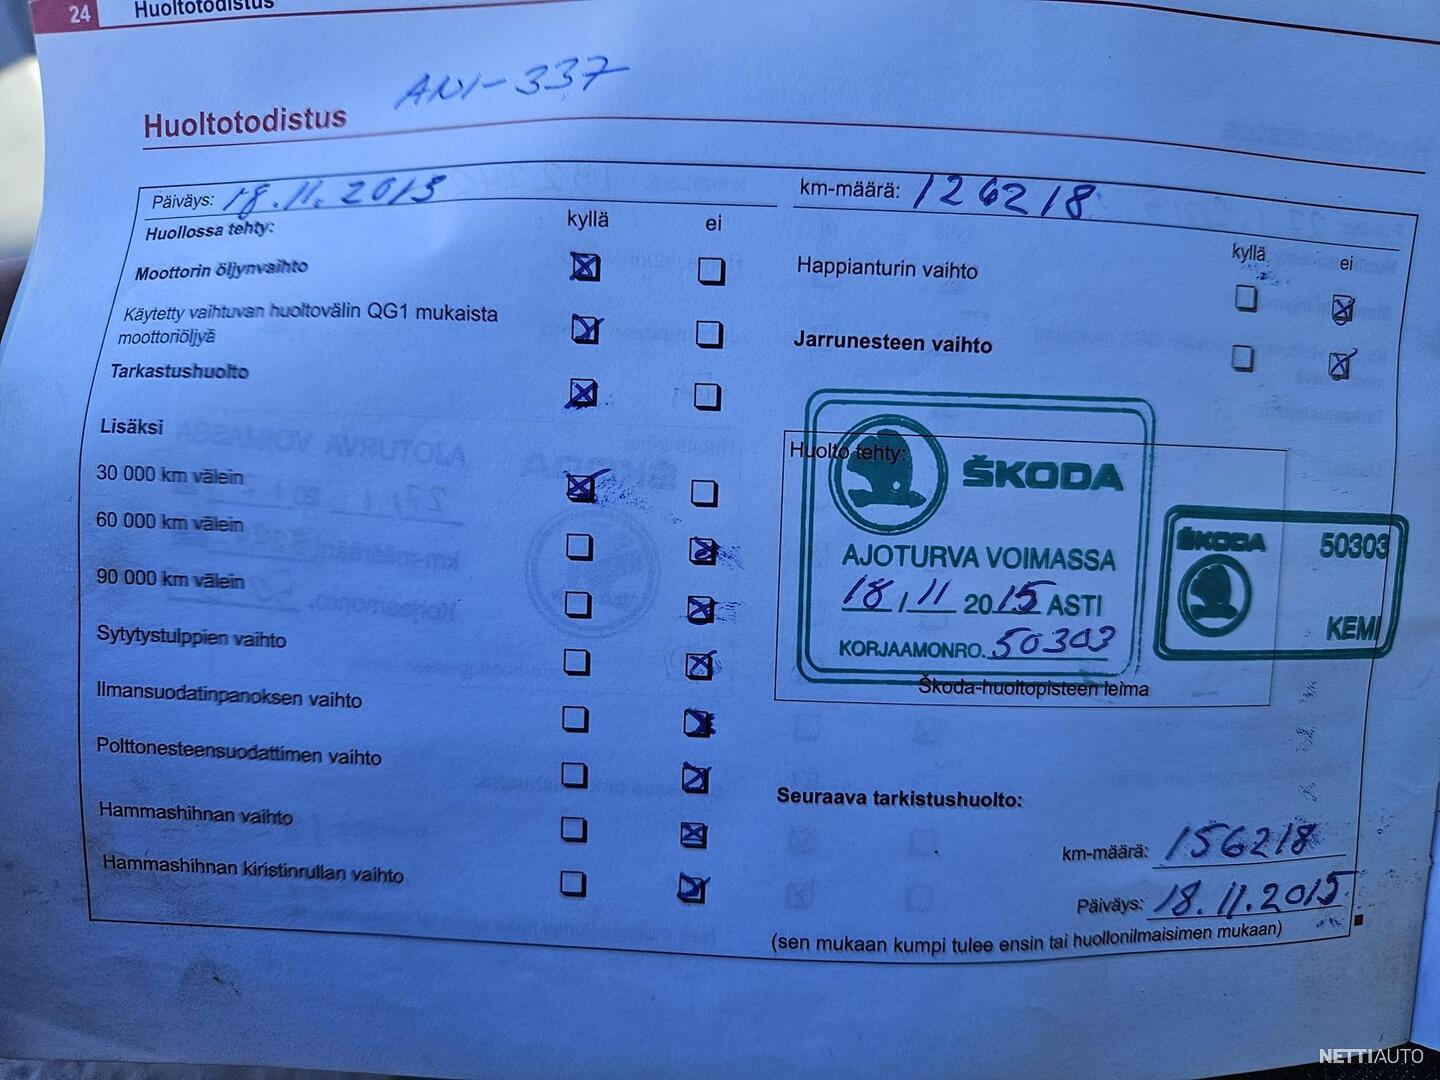 24 Huoltotodistus
ANI-337
Huoltotodistus
Päiväys: 18.11.2013
km-määrä: 126218
Huollossa tehty:
kyllä ei
kyllä ei
Moottorin öljynvaihto
Happianturin vaihto
Käytetty vaihtuvan huoltovälin QG1 mukaista
moottoriöljyä
Jarrunesteen vaihto
Tarkastushuolto
Lisäksi
30 000 km välein
60 000 km välein
90 000 km välein
Sytytystulppien vaihto
Ilmansuodatinpanoksen vaihto
Polttonesteensuodattimen vaihto
Hammashihnan vaihto
Hammashihnan kiristinrullan vaihto
Huolto tehty:
ŠKODA
AJOTURVA VOIMASSA
18 / 11 2015 ASTI
KORJAAMONRO. 50303
Škoda-huoltopisteen leima
ŠKODA 50303
KEMI
Seuraava tarkistushuolto:
km-määrä: 156218
Päiväys: 18.11.2015
(sen mukaan kumpi tulee ensin tai huollonilmaisimen mukaan)
NETTIAUTO